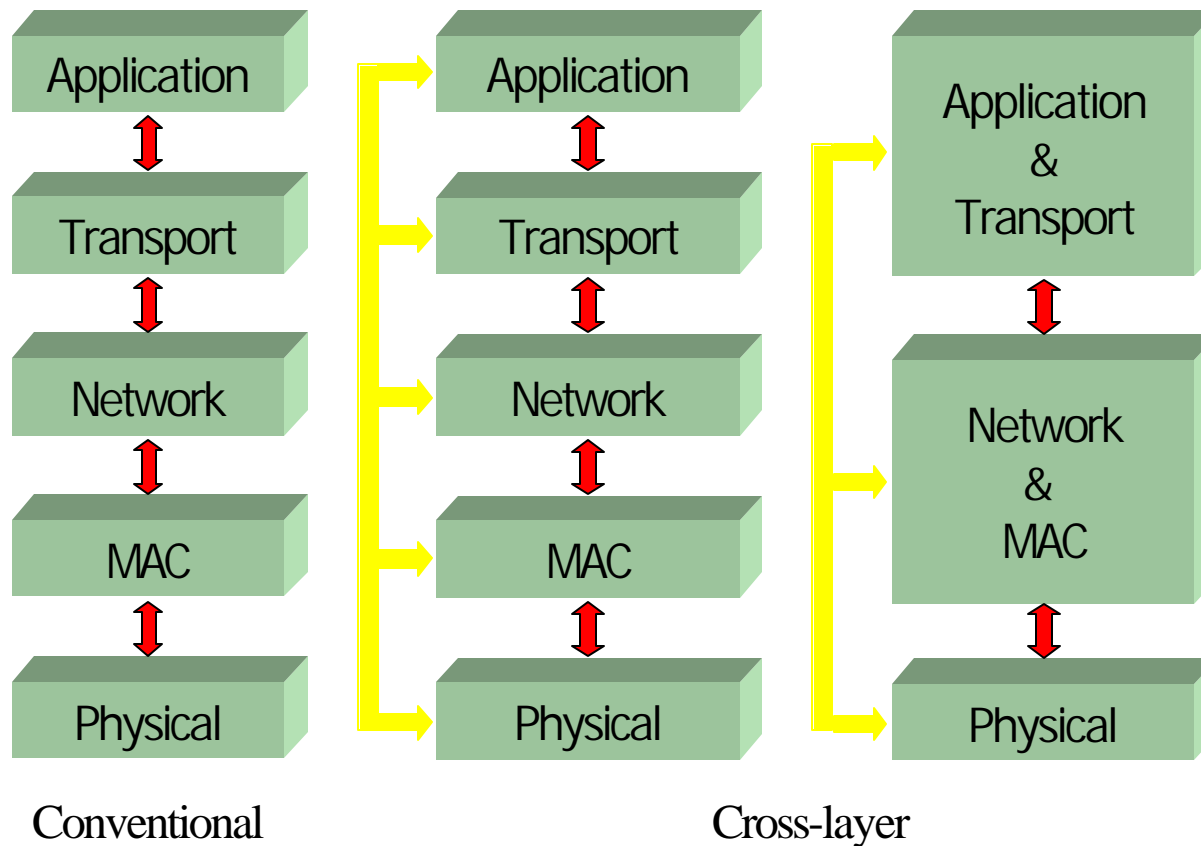 Application
Transport
Network
MAC
Physical
Application
Transport
Network
MAC
Physical
Application
&
Transport
Network
&
MAC
Physical
Conventional
Cross-layer